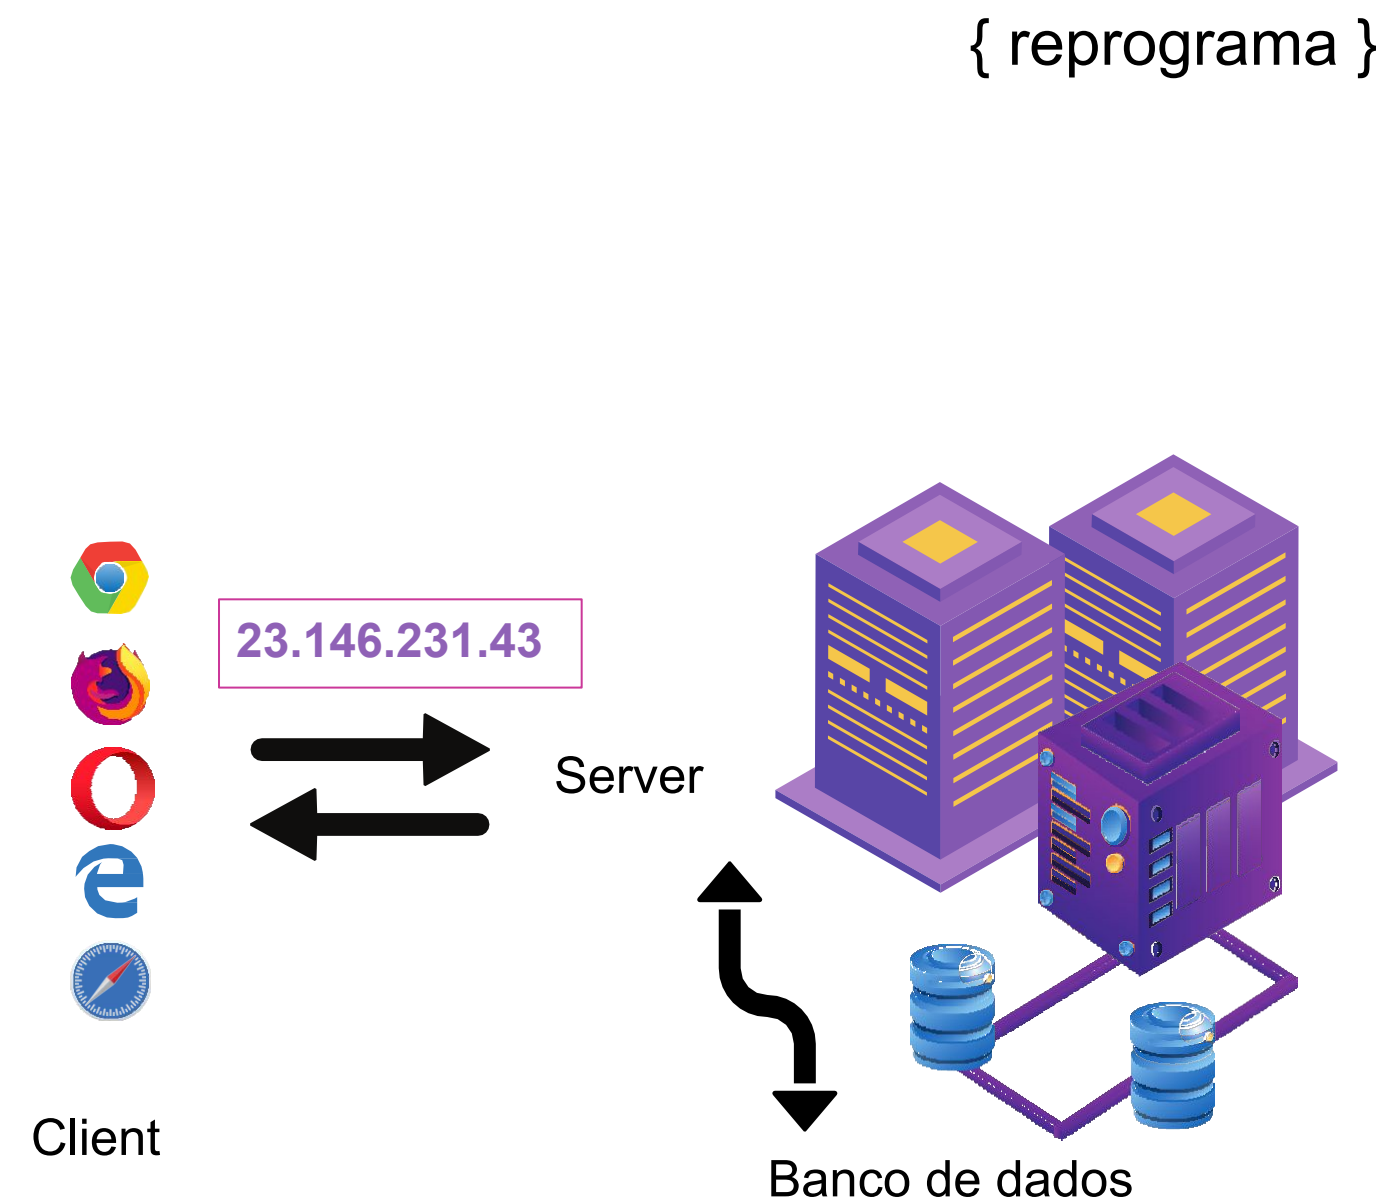 { reprograma }
23.146.231.43
Server
Client
Banco de dados